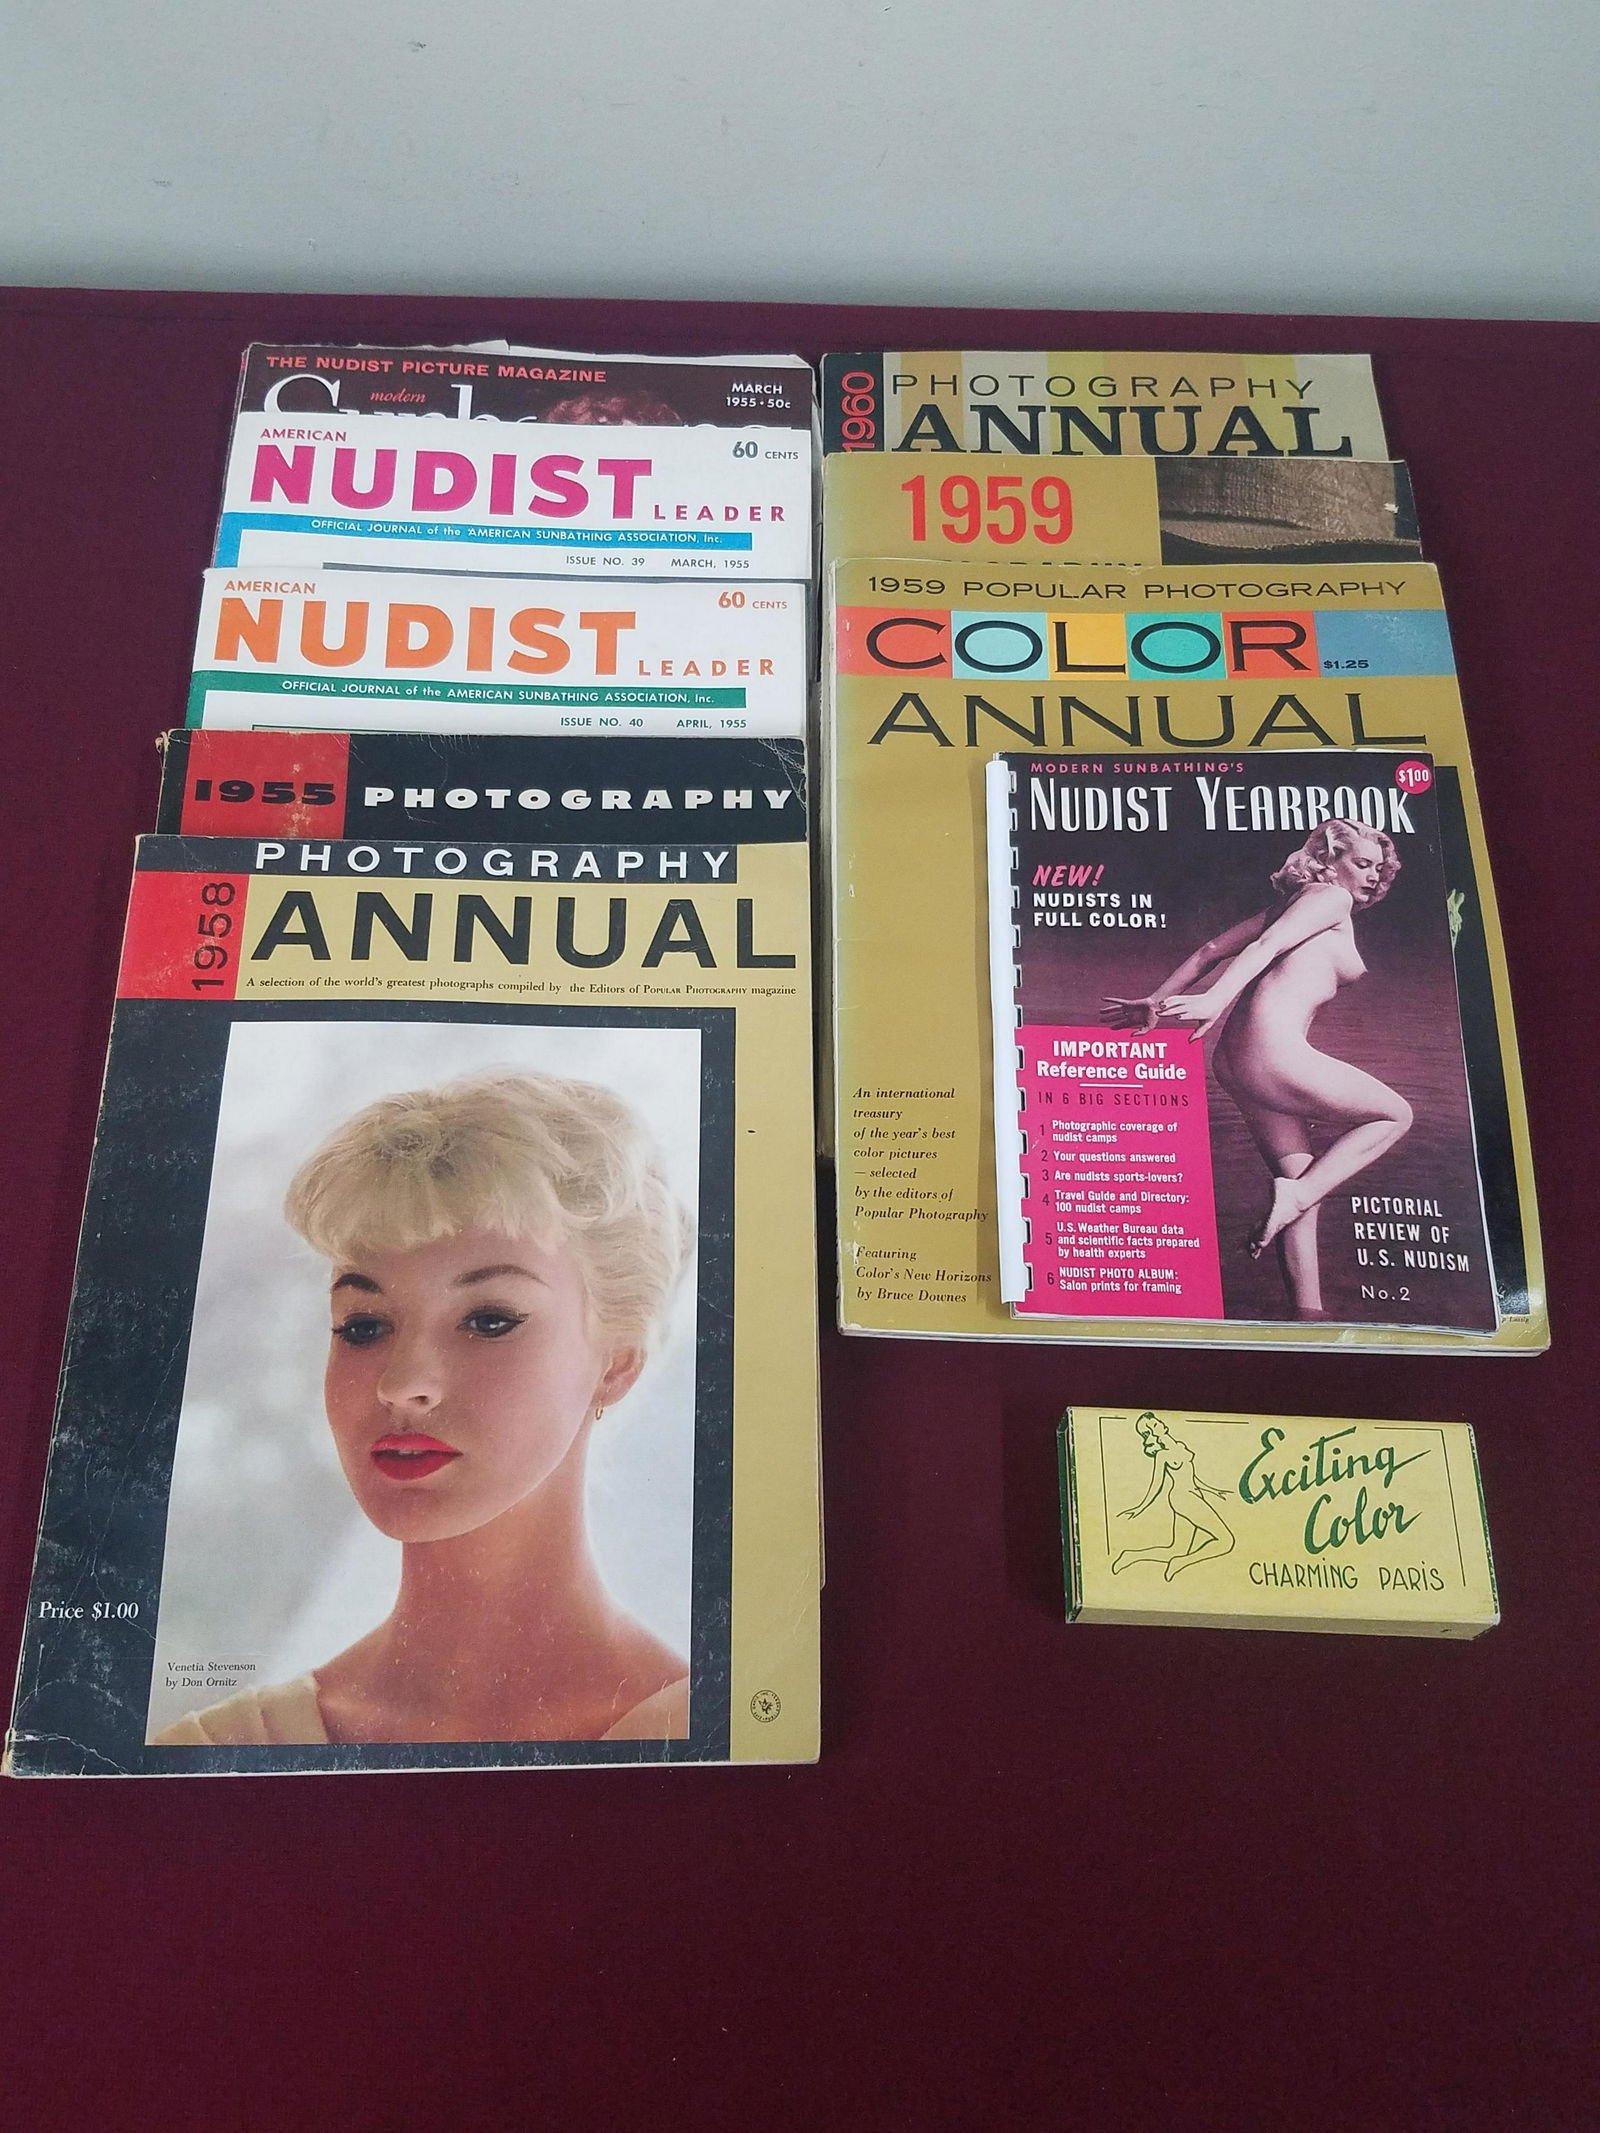 THE NUDIST PICTURE MAGAZINE
modern
MARCH
1955 • 50c
AMERICAN
60 CENTS
NUDIST LEADER
OFFICIAL JOURNAL of the AMERICAN SUNBATHING ASSOCIATION, Inc.
ISSUE NO. 39 MARCH, 1955
AMERICAN
60 CENTS
NUDIST LEADER
OFFICIAL JOURNAL of the AMERICAN SUNBATHING ASSOCIATION, Inc.
ISSUE NO. 40 APRIL, 1955
1955 PHOTOGRAPHY
PHOTOGRAPHY
1958
ANNUAL
A selection of the world's greatest photographs compiled by the Editors of POPULAR PHOTOGRAPHY magazine
Price $1.00
Venetia Stevenson
by Don Ornitz
1960
PHOTOGRAPHY
ANNUAL
1959
1959 POPULAR PHOTOGRAPHY
COLOR $1.25
ANNUAL
An international
treasury
of the year's best
color pictures
— selected
by the editors of
Popular Photography
Featuring
Color's New Horizons
by Bruce Downes
MODERN SUNBATHING'S
$1.00
NUDIST YEARBOOK
NEW!
NUDISTS IN
FULL COLOR!
IMPORTANT
Reference Guide
IN 6 BIG SECTIONS
1 Photographic coverage of
nudist camps
2 Your questions answered
3 Are nudists sports-lovers?
4 Travel Guide and Directory:
100 nudist camps
5 U.S. Weather Bureau data
and scientific facts prepared
by health experts
6 NUDIST PHOTO ALBUM:
Salon prints for framing
PICTORIAL
REVIEW OF
U.S. NUDISM
No. 2
Exciting
Color
CHARMING PARIS